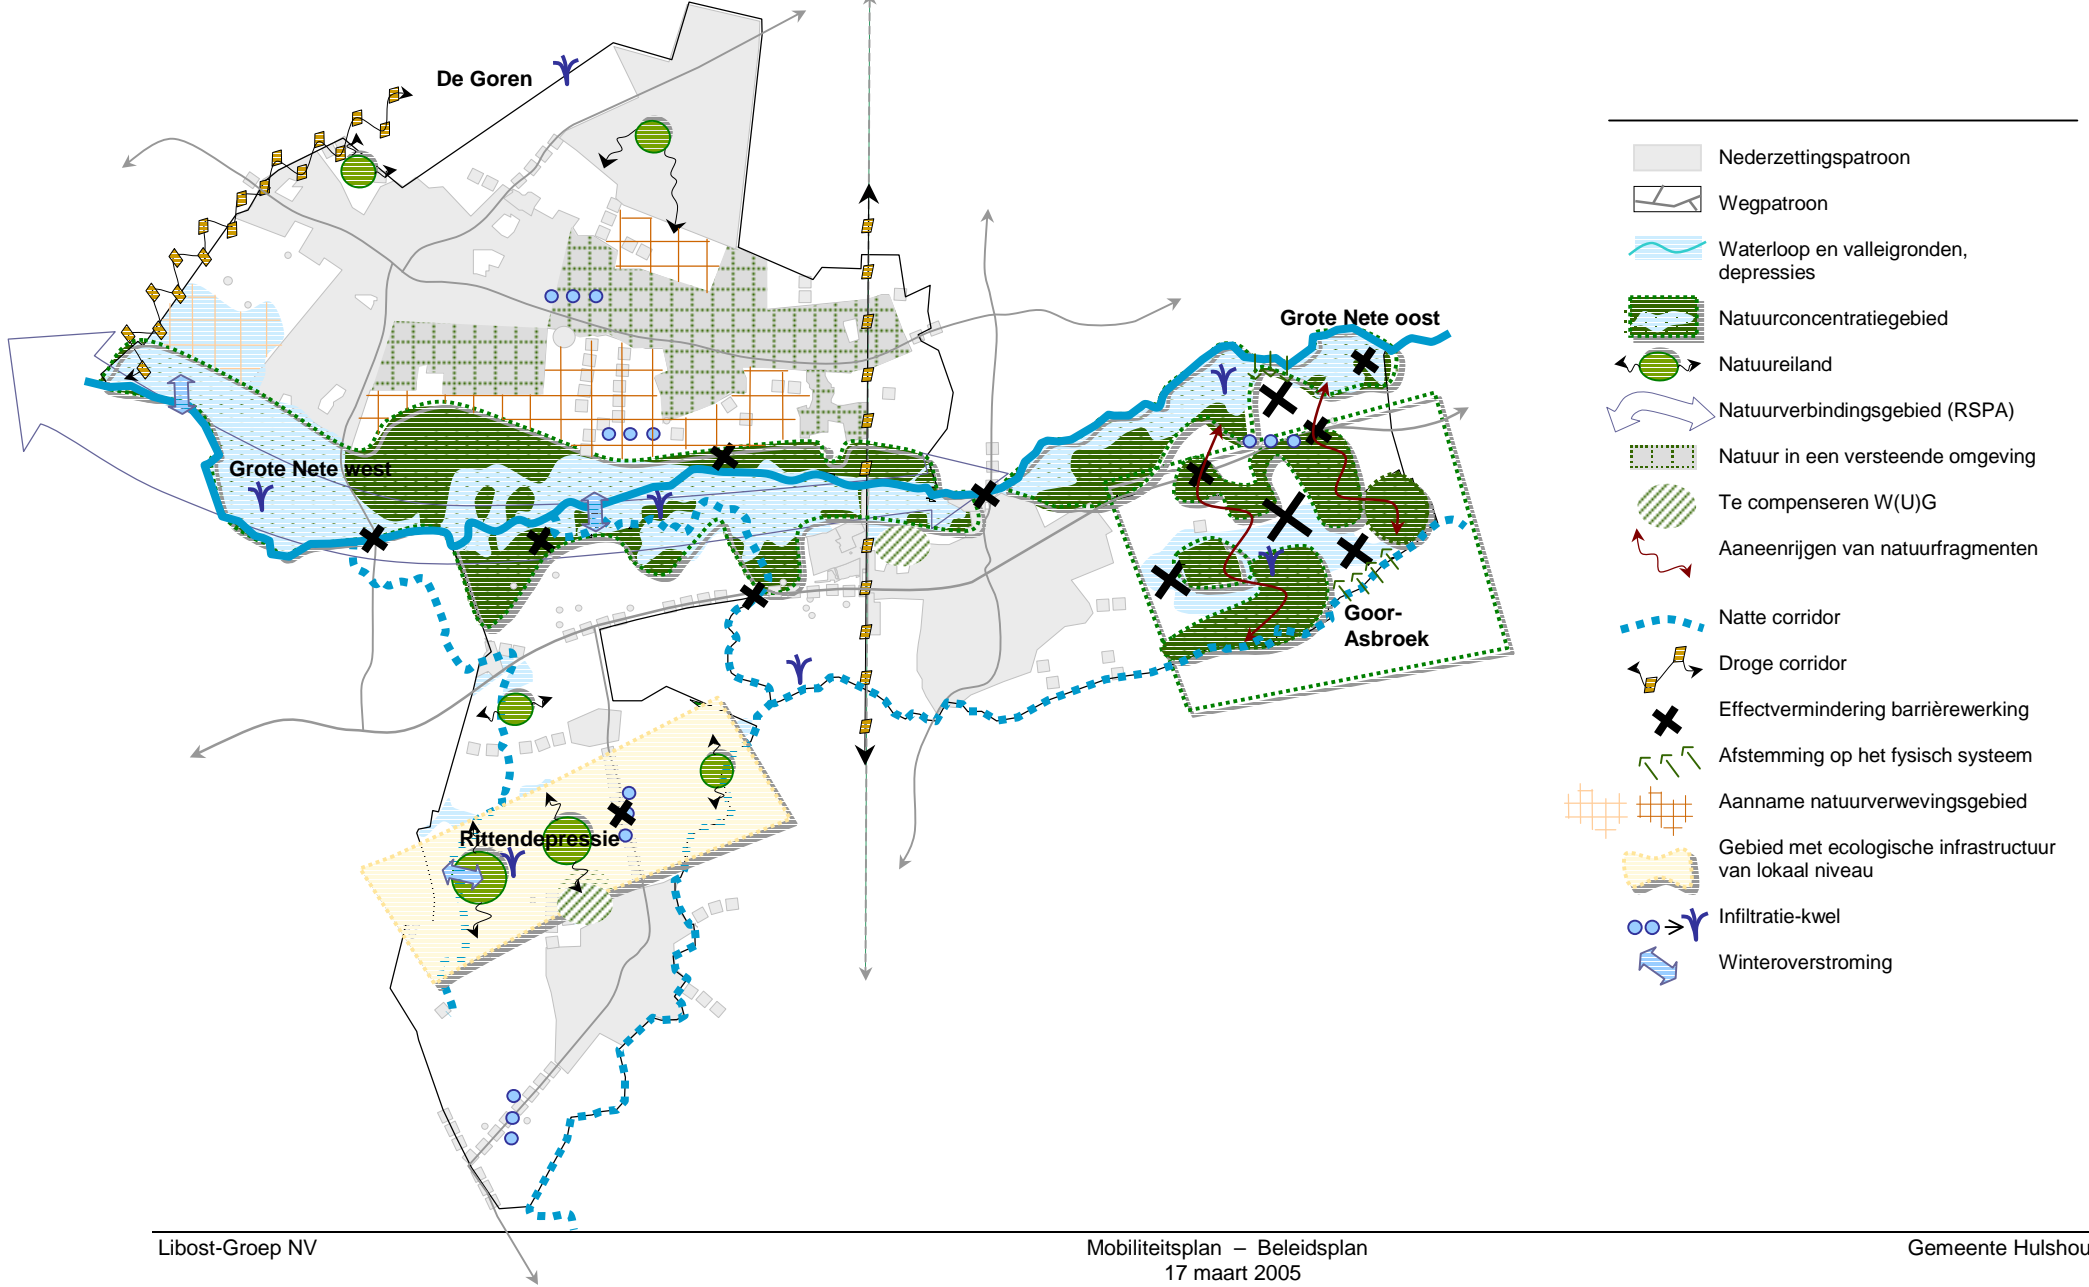 De Goren
Grote Nete oost
Grote Nete west
Goor-
Asbroek
Rittendepressie
Nederzettingspatroon
Wegpatroon
Waterloop en valleigronden,
depressies
Natuurconcentratiegebied
Natuureiland
Natuurverbindingsgebied (RSPA)
Natuur in een versteende omgeving
Te compenseren W(U)G
Aaneenrijgen van natuurfragmenten
Natte corridor
Droge corridor
Effectvermindering barrièrewerking
Afstemming op het fysisch systeem
Aanname natuurverwevingsgebied
Gebied met ecologische infrastructuur
van lokaal niveau
Infiltratie-kwel
Winteroverstroming
Libost-Groep NV
Mobiliteitsplan – Beleidsplan
17 maart 2005
Gemeente Hulshou